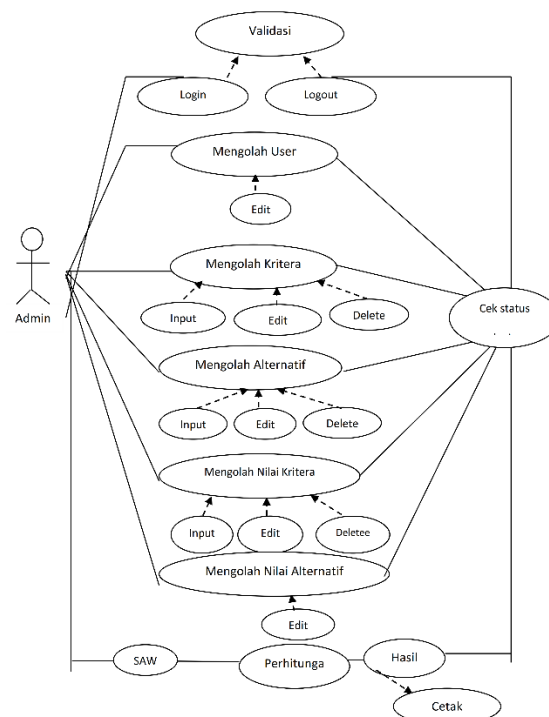 Validasi
Login
Logout
Mengolah User
Edit
Admin
Mengolah Kritera
Input
Edit
Delete
Cek status
. .
Mengolah Alternatif
Input
Edit
Delete
Mengolah Nilai Kritera
Input
Edit
Deletee
Mengolah Nilai Alternatif
Edit
SAW
Perhitunga
Hasil
Cetak